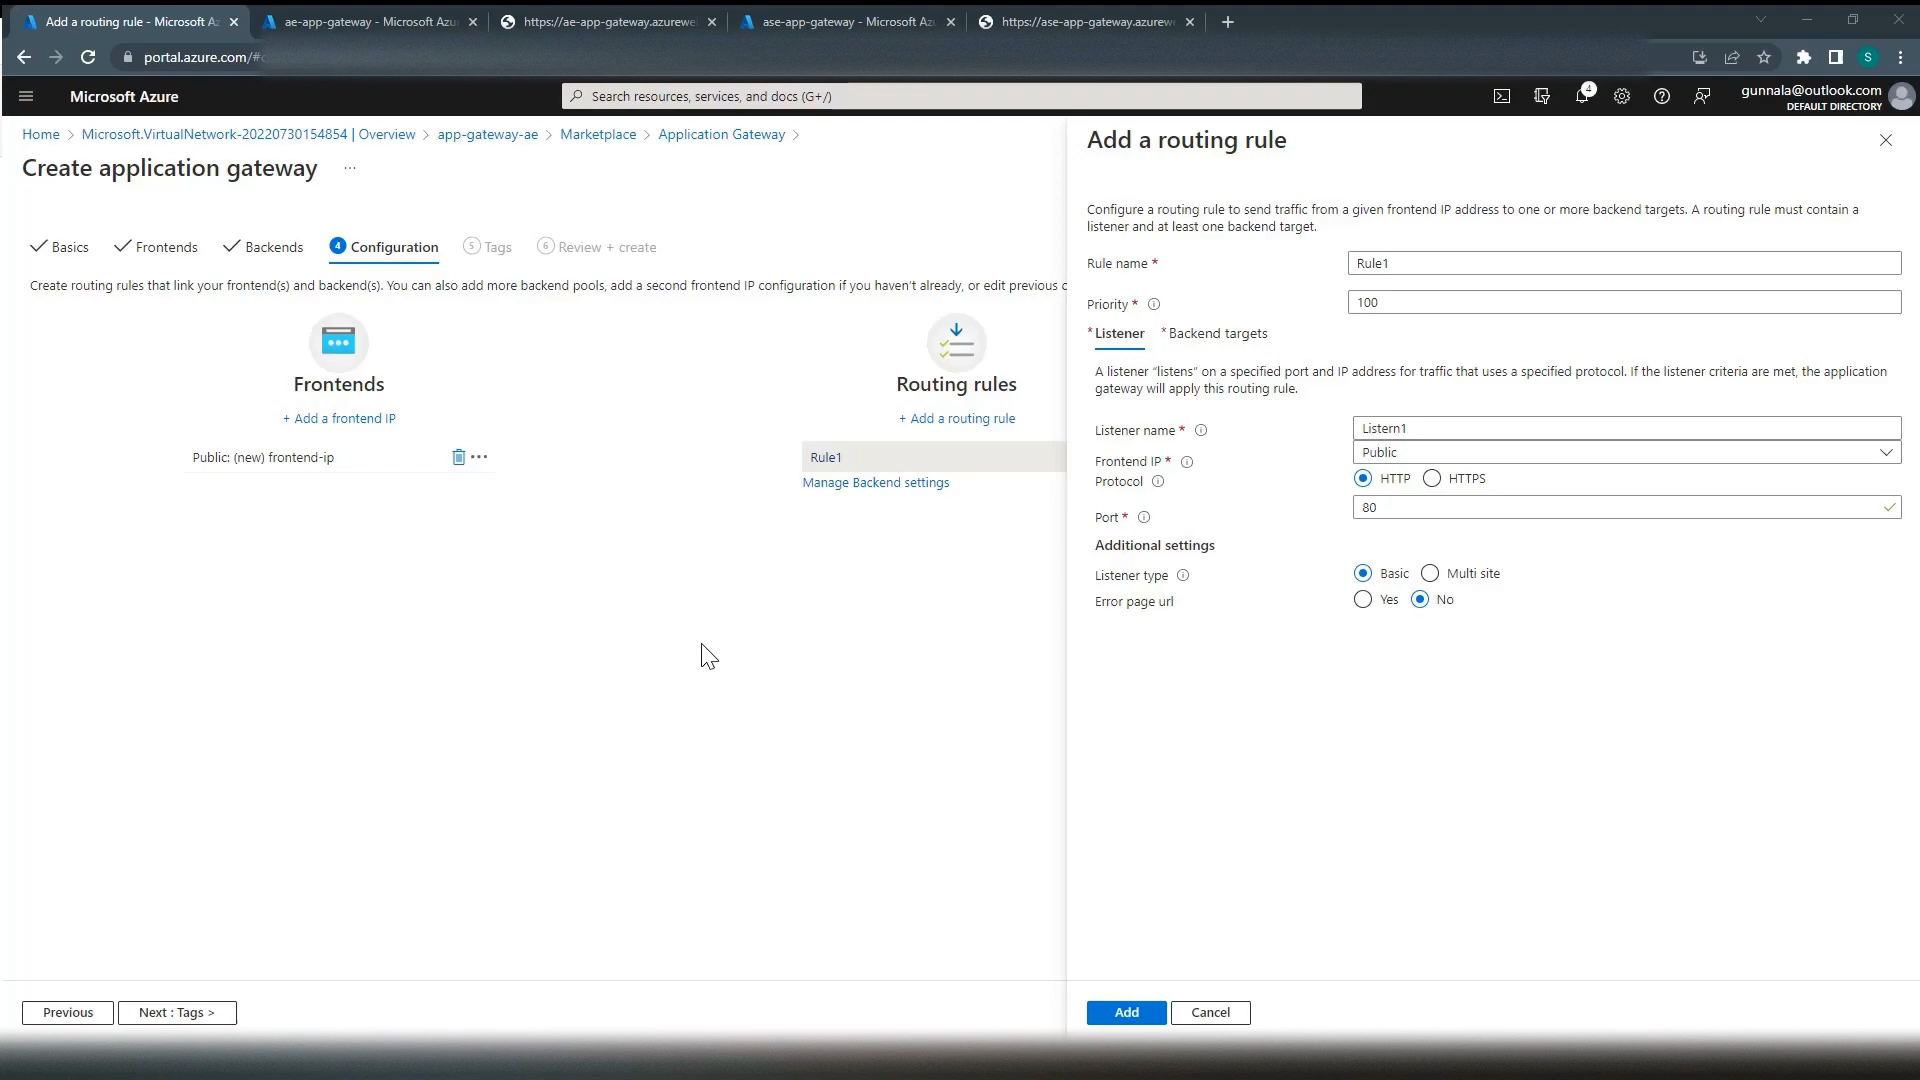 Add a routing rule - Microsoft Az
ae-app-gateway - Microsoft Azu
https://ae-app-gateway.azurewe
ase-app-gateway - Microsoft Az
https://ase-app-gateway.azurew
portal.azure.com/#
S
Microsoft Azure
Search resources, services, and docs (G+/)
4
gunnala@outlook.com
DEFAULT DIRECTORY
Home > Microsoft.VirtualNetwork-20220730154854 | Overview > app-gateway-ae > Marketplace > Application Gateway >
Create application gateway ...
Basics Frontends Backends 4 Configuration 5 Tags 6 Review + create
Create routing rules that link your frontend(s) and backend(s). You can also add more backend pools, add a second frontend IP configuration if you haven't already, or edit previous c
Frontends
+ Add a frontend IP
Public: (new) frontend-ip
Routing rules
+ Add a routing rule
Rule1
Manage Backend settings
Previous
Next : Tags >
Add a routing rule
Configure a routing rule to send traffic from a given frontend IP address to one or more backend targets. A routing rule must contain a
listener and at least one backend target.
Rule name * Rule1
Priority * 100
* Listener * Backend targets
A listener “listens” on a specified port and IP address for traffic that uses a specified protocol. If the listener criteria are met, the application
gateway will apply this routing rule.
Listener name * Listern1
Frontend IP * Public
Protocol HTTP HTTPS
Port * 80
Additional settings
Listener type Basic Multi site
Error page url Yes No
Add
Cancel